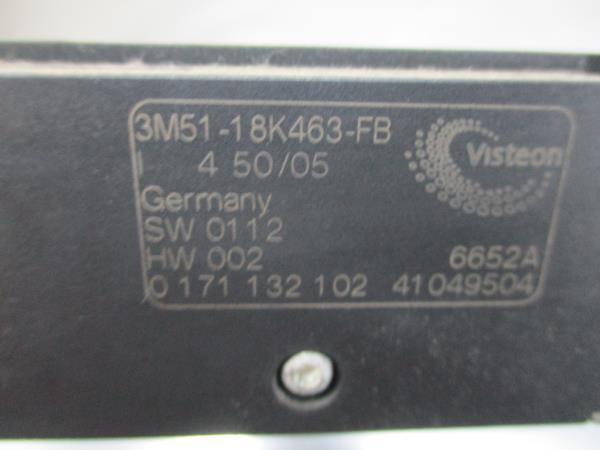 3M51-18K463-FB
Visteon
I 4 50/05
Germany
SW 0112
HW 002 6652A
0 171 132 102 41049504